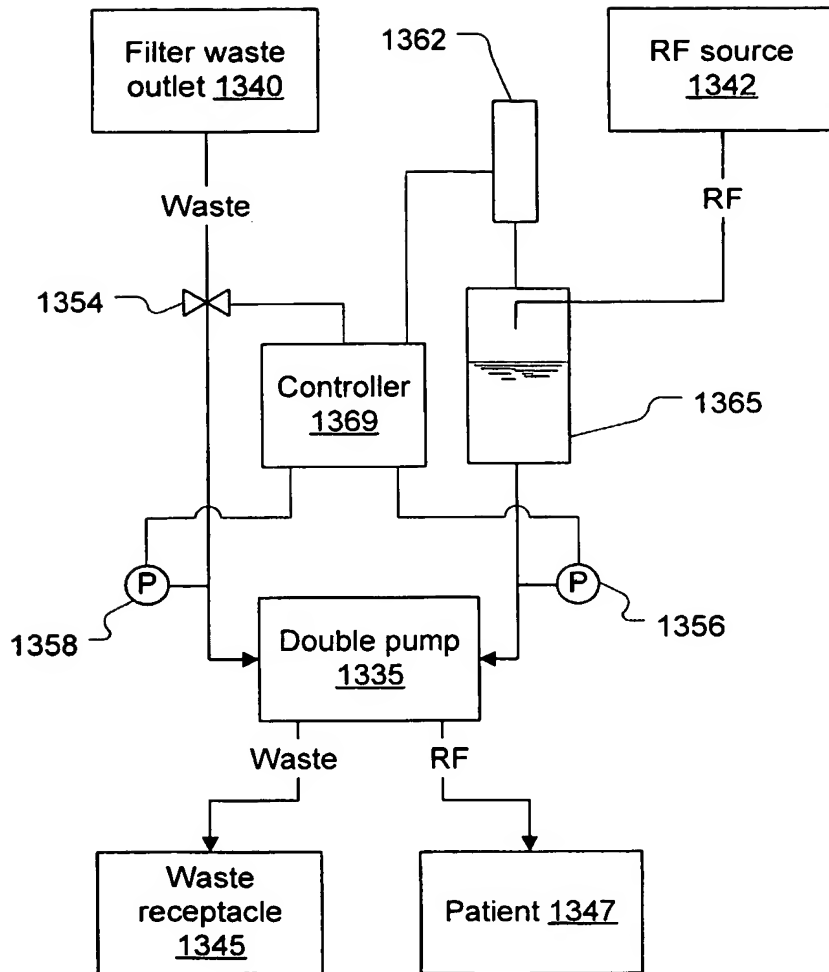 Filter waste
outlet 1340
1362
RF source
1342
Waste
RF
1354
Controller
1369
1365
P
P
1358
1356
Double pump
1335
Waste
RF
Waste
receptacle
1345
Patient 1347